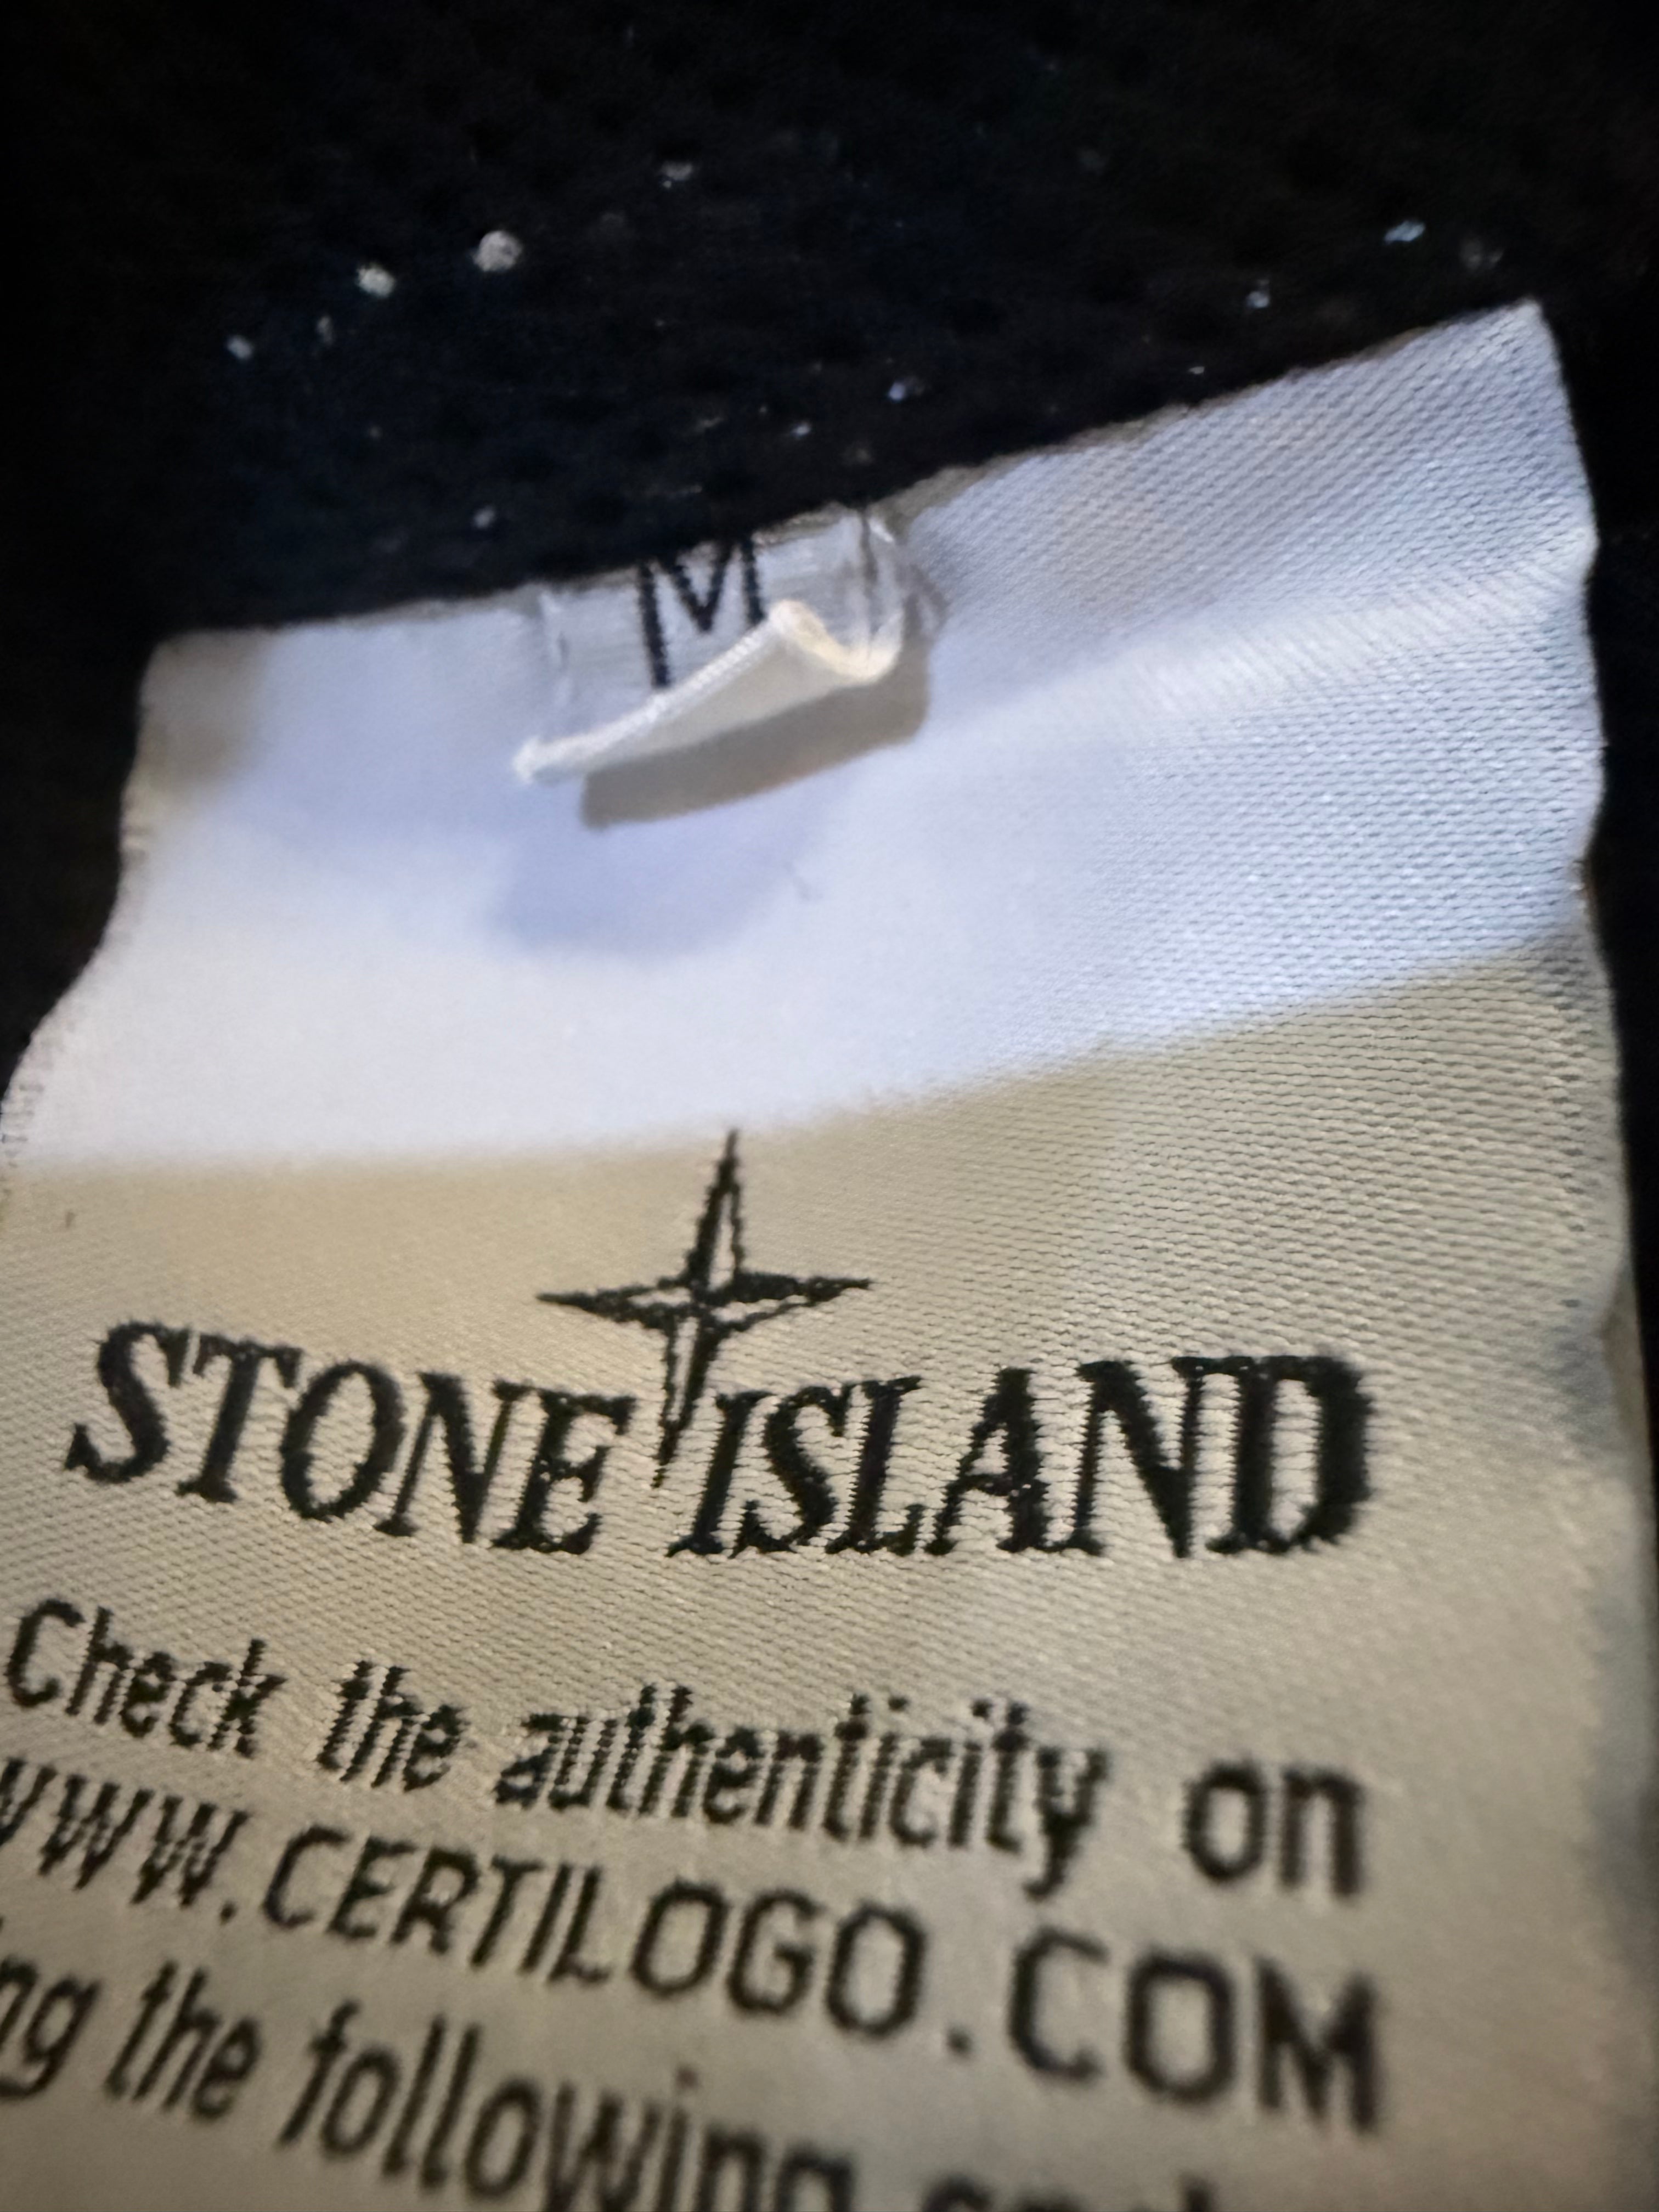 M
STONE ISLAND
Check the authenticity on
WWW.CERTILOGO.COM
the following